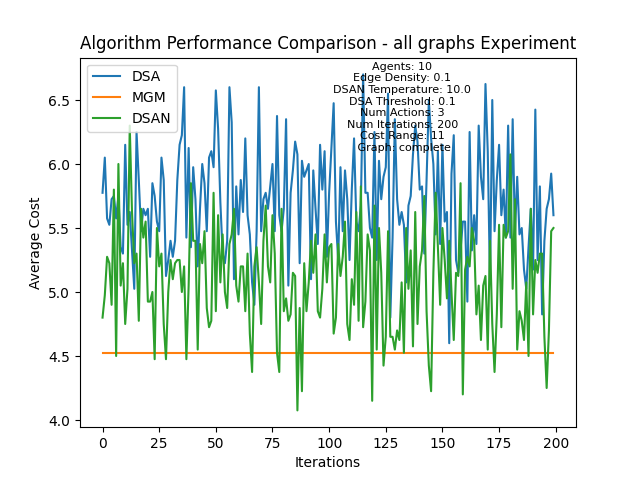 Algorithm Performance Comparison - all graphs Experiment
DSA
MGM
DSAN
Agents: 10
Edge Density: 0.1
DSAN Temperature: 10.0
DSA Threshold: 0.1
Num Actions: 3
Num Iterations: 200
Cost Range: 11
Graph: complete
Average Cost
6.5
6.0
5.5
5.0
4.5
4.0
0 25 50 75 100 125 150 175 200
Iterations